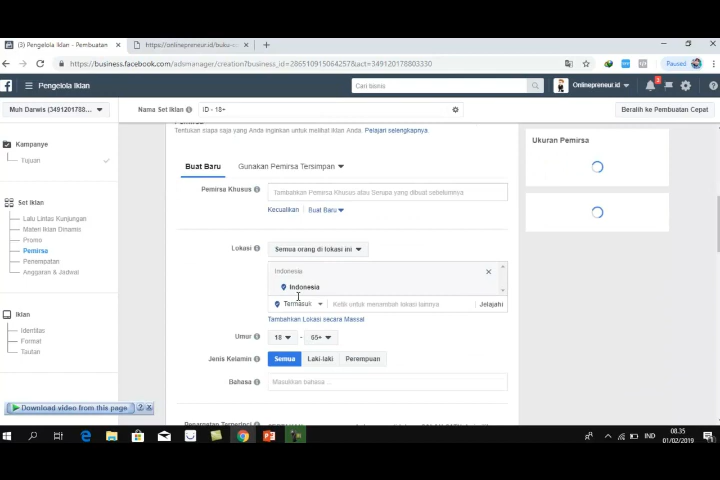 (3) Pengelola Iklan - Pembuatan
https://onlinepreneur.id/buku-
https://business.facebook.com/adsmanager/creation?business_id=286510915064257&act=349120178803330
Paused
Pengelola Iklan
Cari bisnis
Onlinepreneur.id
3
Muh Darwis (3491201788...
Nama Set Iklan
ID - 18+
Beralih ke Pembuatan Cepat
Kampanye
Tujuan
Set Iklan
Lalu Lintas Kunjungan
Materi Iklan Dinamis
Promo
Pemirsa
Penempatan
Anggaran & Jadwal
Iklan
Identitas
Format
Tautan
Tentukan siapa saja yang Anda inginkan untuk melihat iklan Anda. Pelajari selengkapnya.
Buat Baru
Gunakan Pemirsa Tersimpan
Pemirsa Khusus
Tambahkan Pemirsa Khusus atau Serupa yang dibuat sebelumnya
Kecualikan
Buat Baru
Lokasi
Semua orang di lokasi ini
Indonesia
Indonesia
Termasuk
Ketik untuk menambah lokasi lainnya
Jelajahi
Tambahkan Lokasi secara Massal
Umur
18
-
65+
Jenis Kelamin
Semua
Laki-laki
Perempuan
Bahasa
Masukkan bahasa ...
Ukuran Pemirsa
Download video from this page
?
IND
08.35
01/02/2019